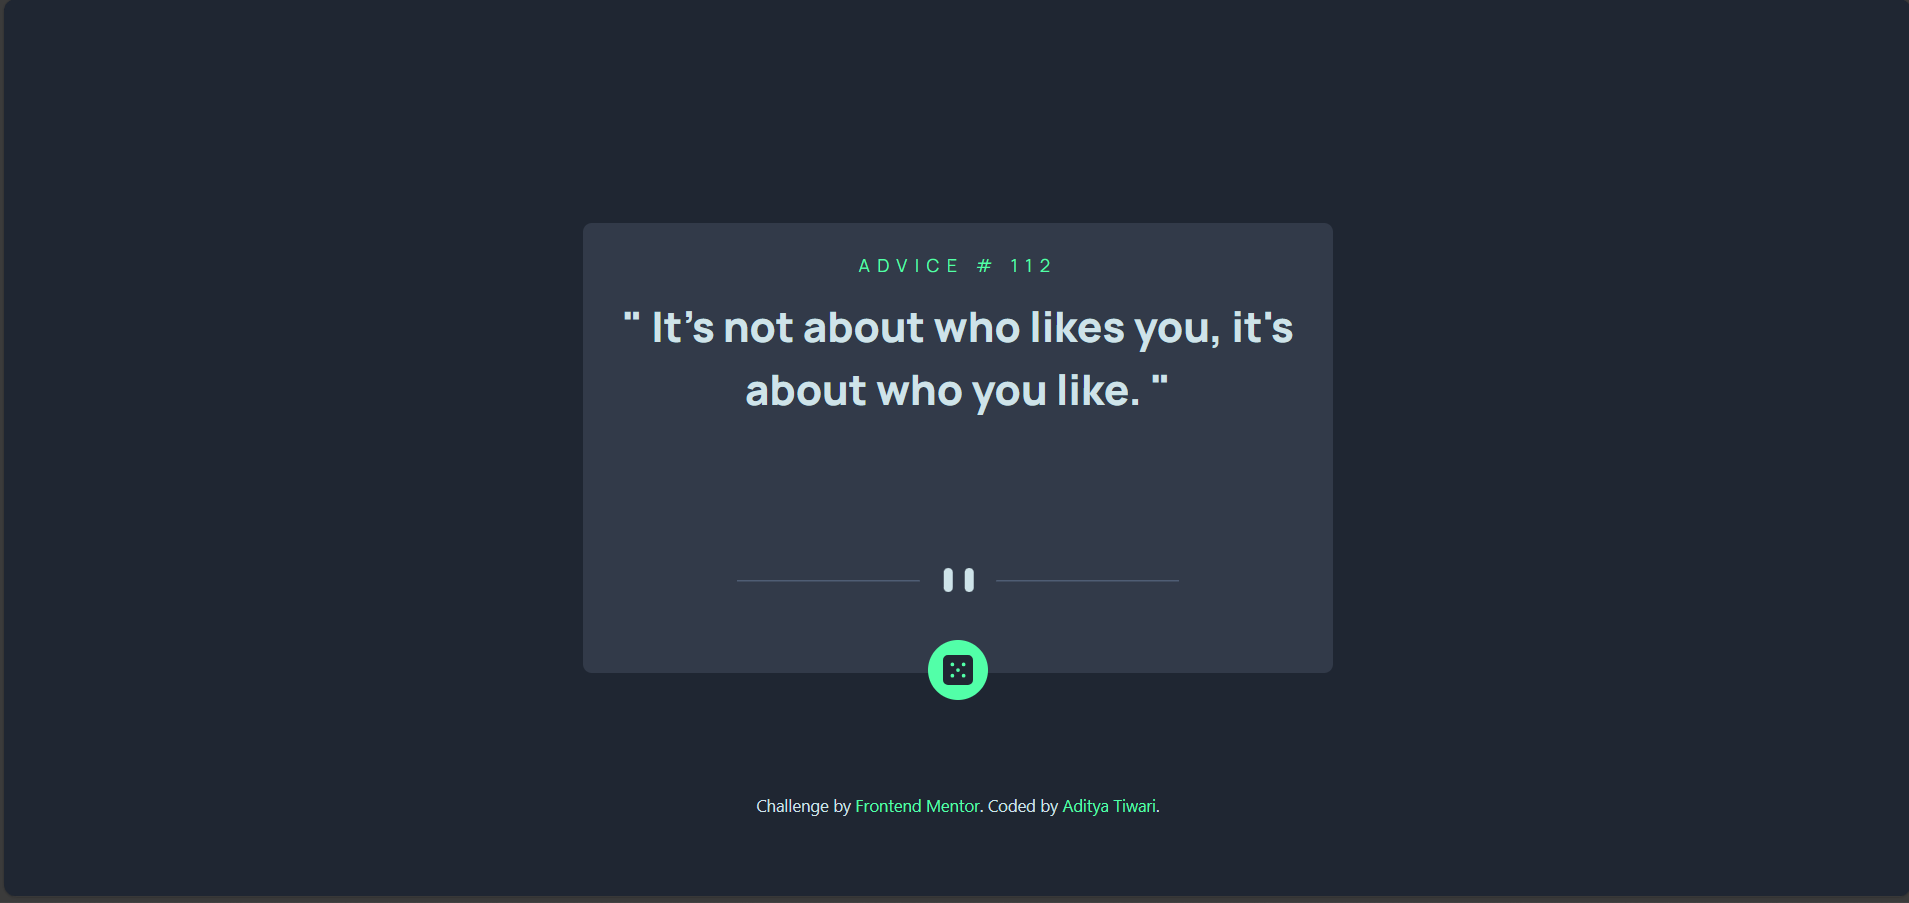 ADVICE # 112
" It’s not about who likes you, it's
about who you like. "
Challenge by Frontend Mentor. Coded by Aditya Tiwari.